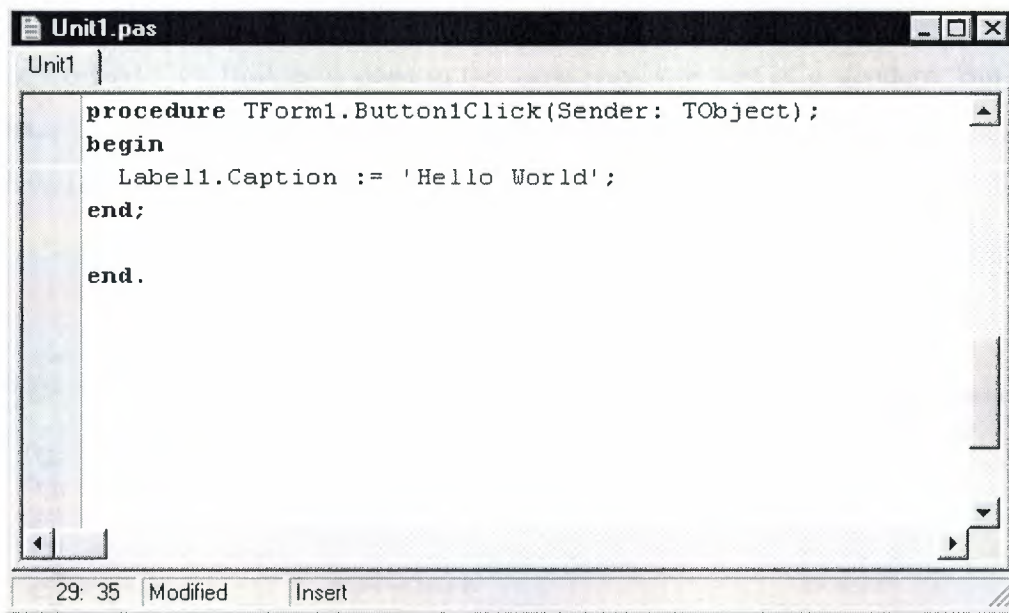 Unit1.pas
Unit1
procedure TForm1.Button1Click(Sender: TObject);
begin
  Label1.Caption := 'Hello World';
end;
end.
29: 35 Modified Insert